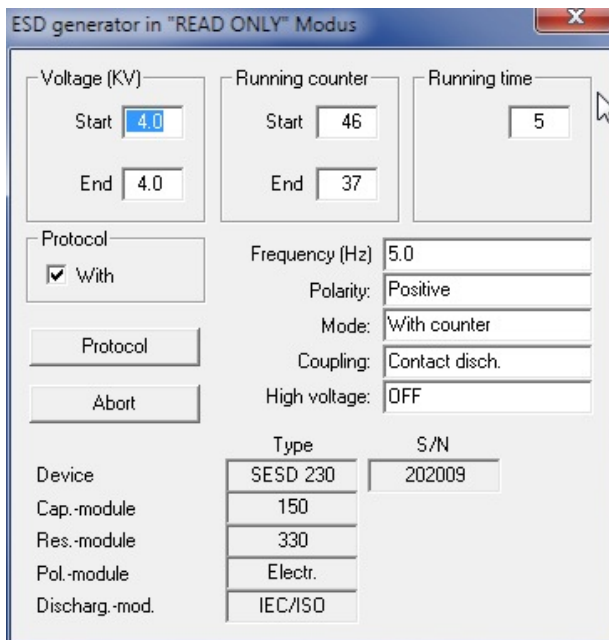 ESD generator in "READ ONLY" Modus
Voltage (KV)
Start 4.0
End 4.0
Running counter
Start 46
End 37
Running time
5
Protocol
With
Protocol
Abort
Frequency (Hz) 5.0
Polarity: Positive
Mode: With counter
Coupling: Contact disch.
High voltage: OFF
Type S/N
Device SESD 230 202009
Cap.-module 150
Res.-module 330
Pol.-module Electr.
Discharg.-mod. IEC/ISO